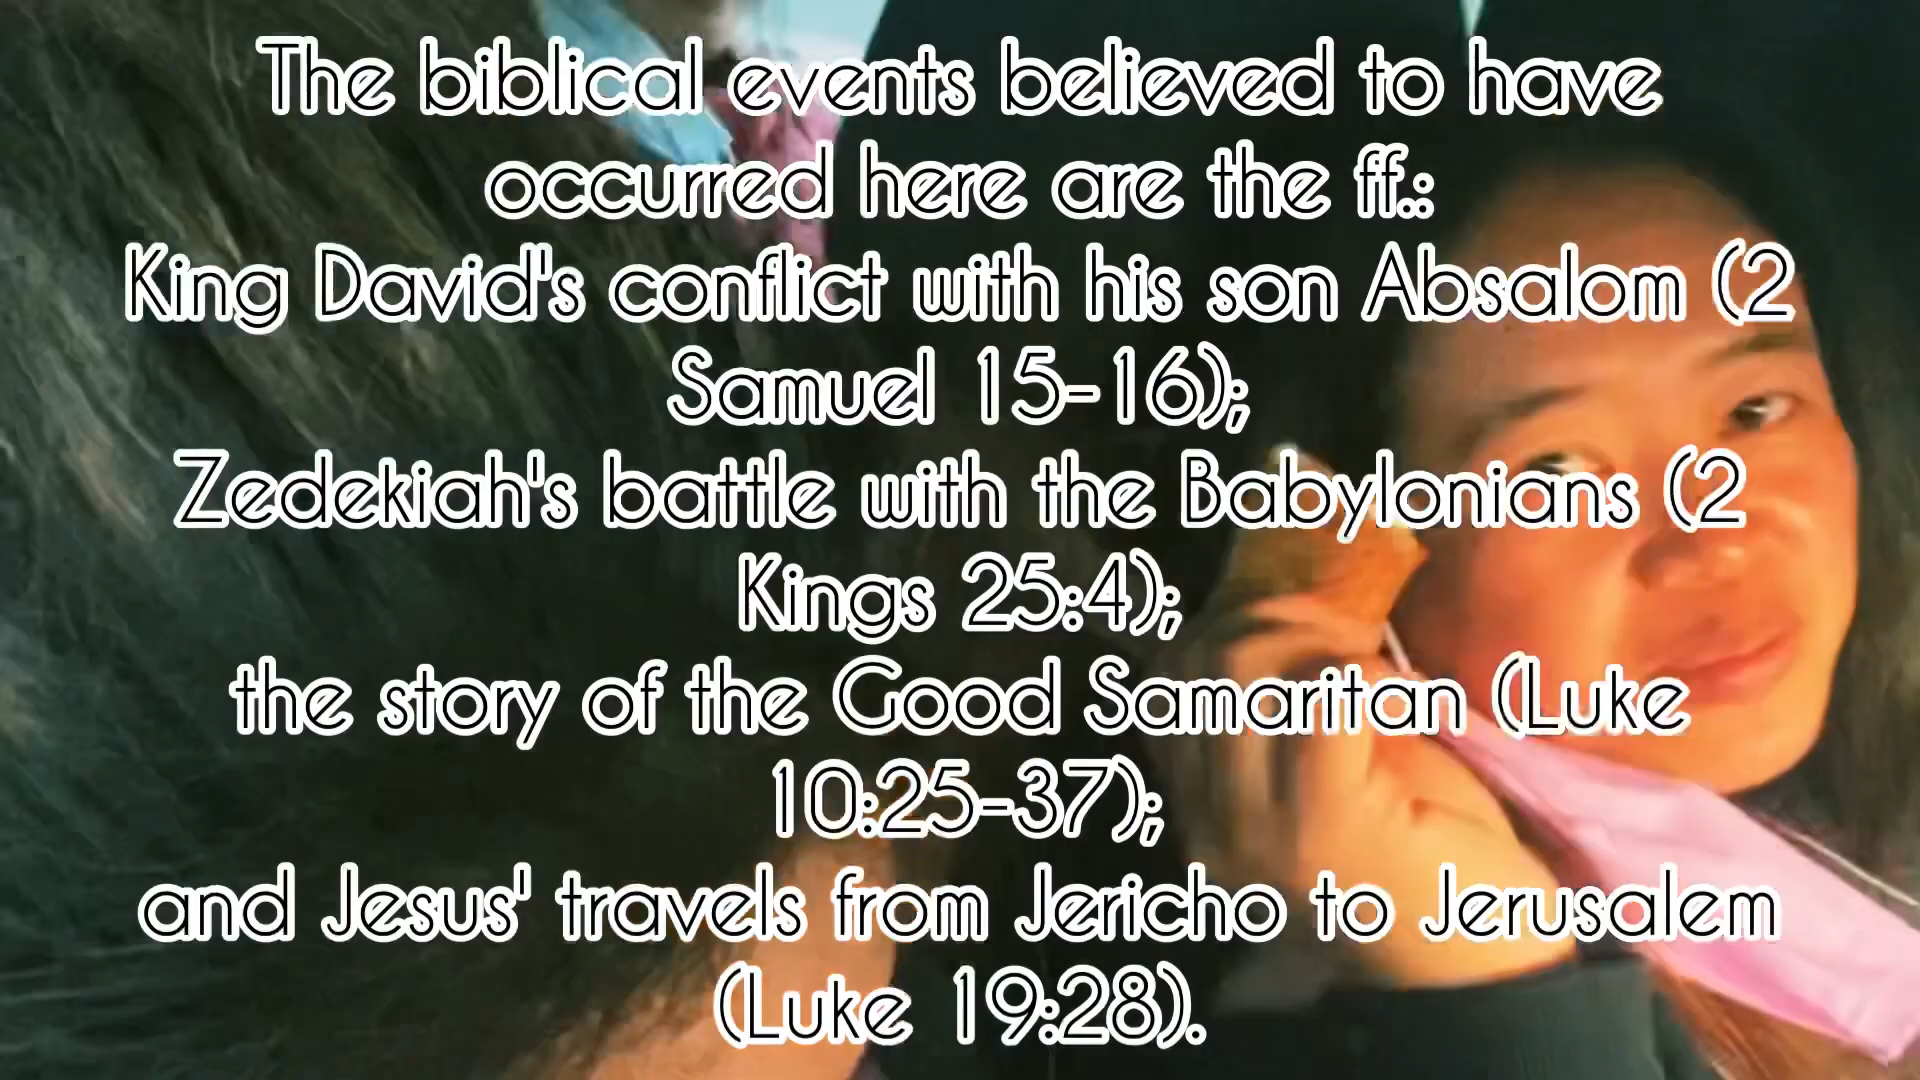 The biblical events believed to have
occurred here are the ff.:
King David's conflict with his son Absalom (2
Samuel 15-16);
Zedekiah's battle with the Babylonians (2
Kings 25:4);
the story of the Good Samaritan (Luke
10:25-37);
and Jesus' travels from Jericho to Jerusalem
(Luke 19:28).